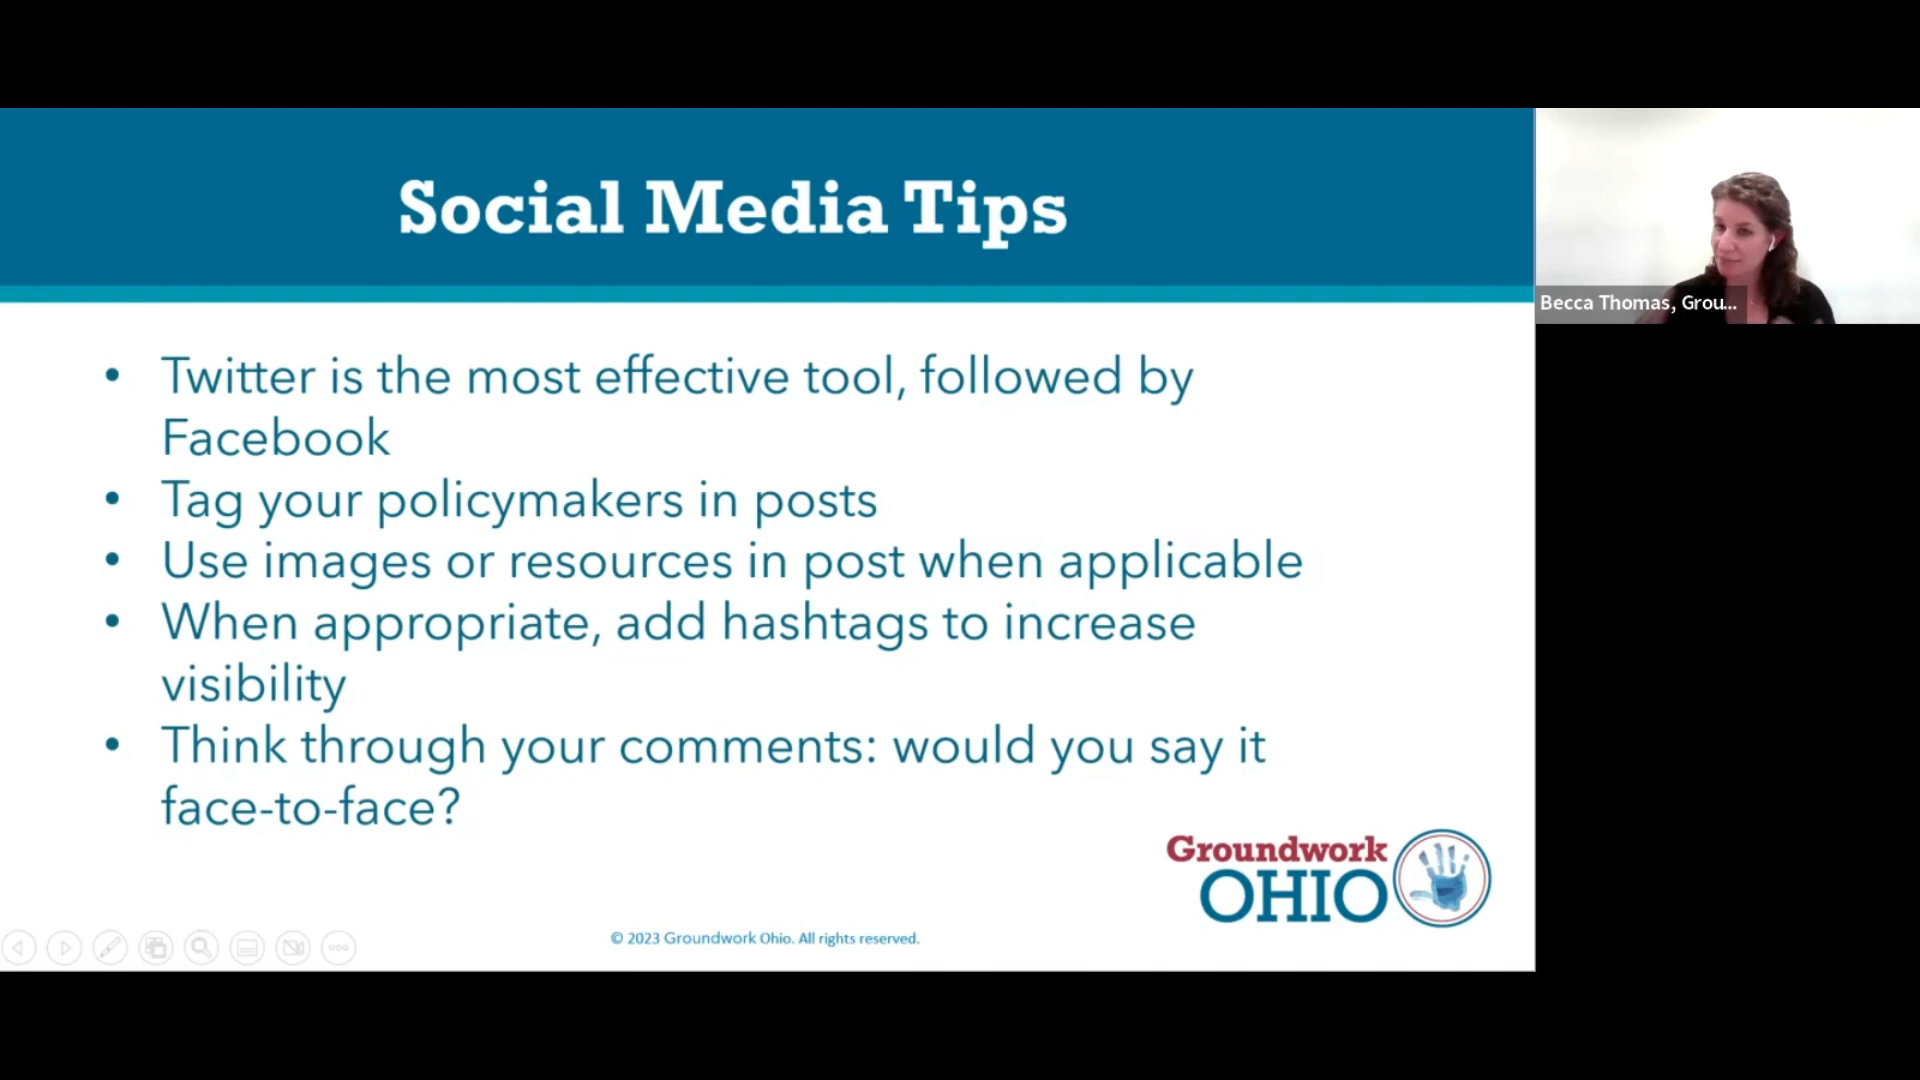 Social Media Tips
Becca Thomas, Grou...
• Twitter is the most effective tool, followed by
Facebook
• Tag your policymakers in posts
• Use images or resources in post when applicable
• When appropriate, add hashtags to increase
visibility
• Think through your comments: would you say it
face-to-face?
Groundwork
OHIO
© 2023 Groundwork Ohio. All rights reserved.